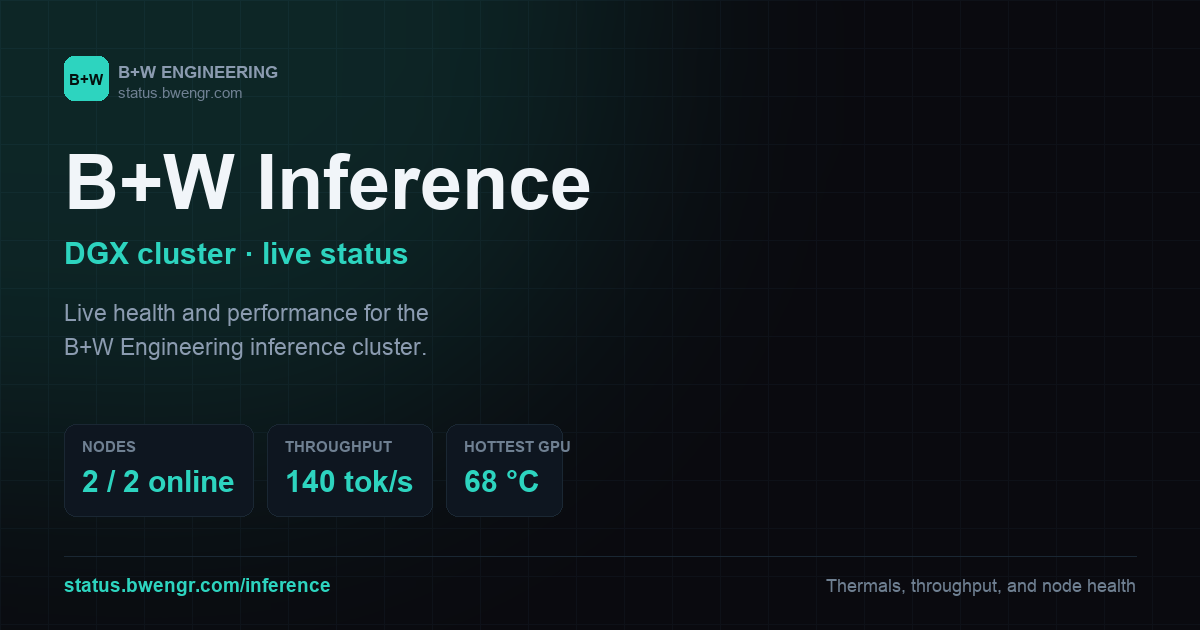 B+W
B+W ENGINEERING
status.bwengr.com
B+W Inference
DGX cluster · live status
Live health and performance for the
B+W Engineering inference cluster.
NODES
2 / 2 online
THROUGHPUT
140 tok/s
HOTTEST GPU
68 °C
status.bwengr.com/inference
Thermals, throughput, and node health